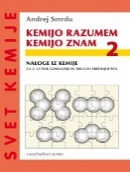 Andrej Smrdu
KEMIJO RAZUMEM
KEMIJO ZNAM 2
NALOGE IZ KEMIJE
SVET KEMIJE